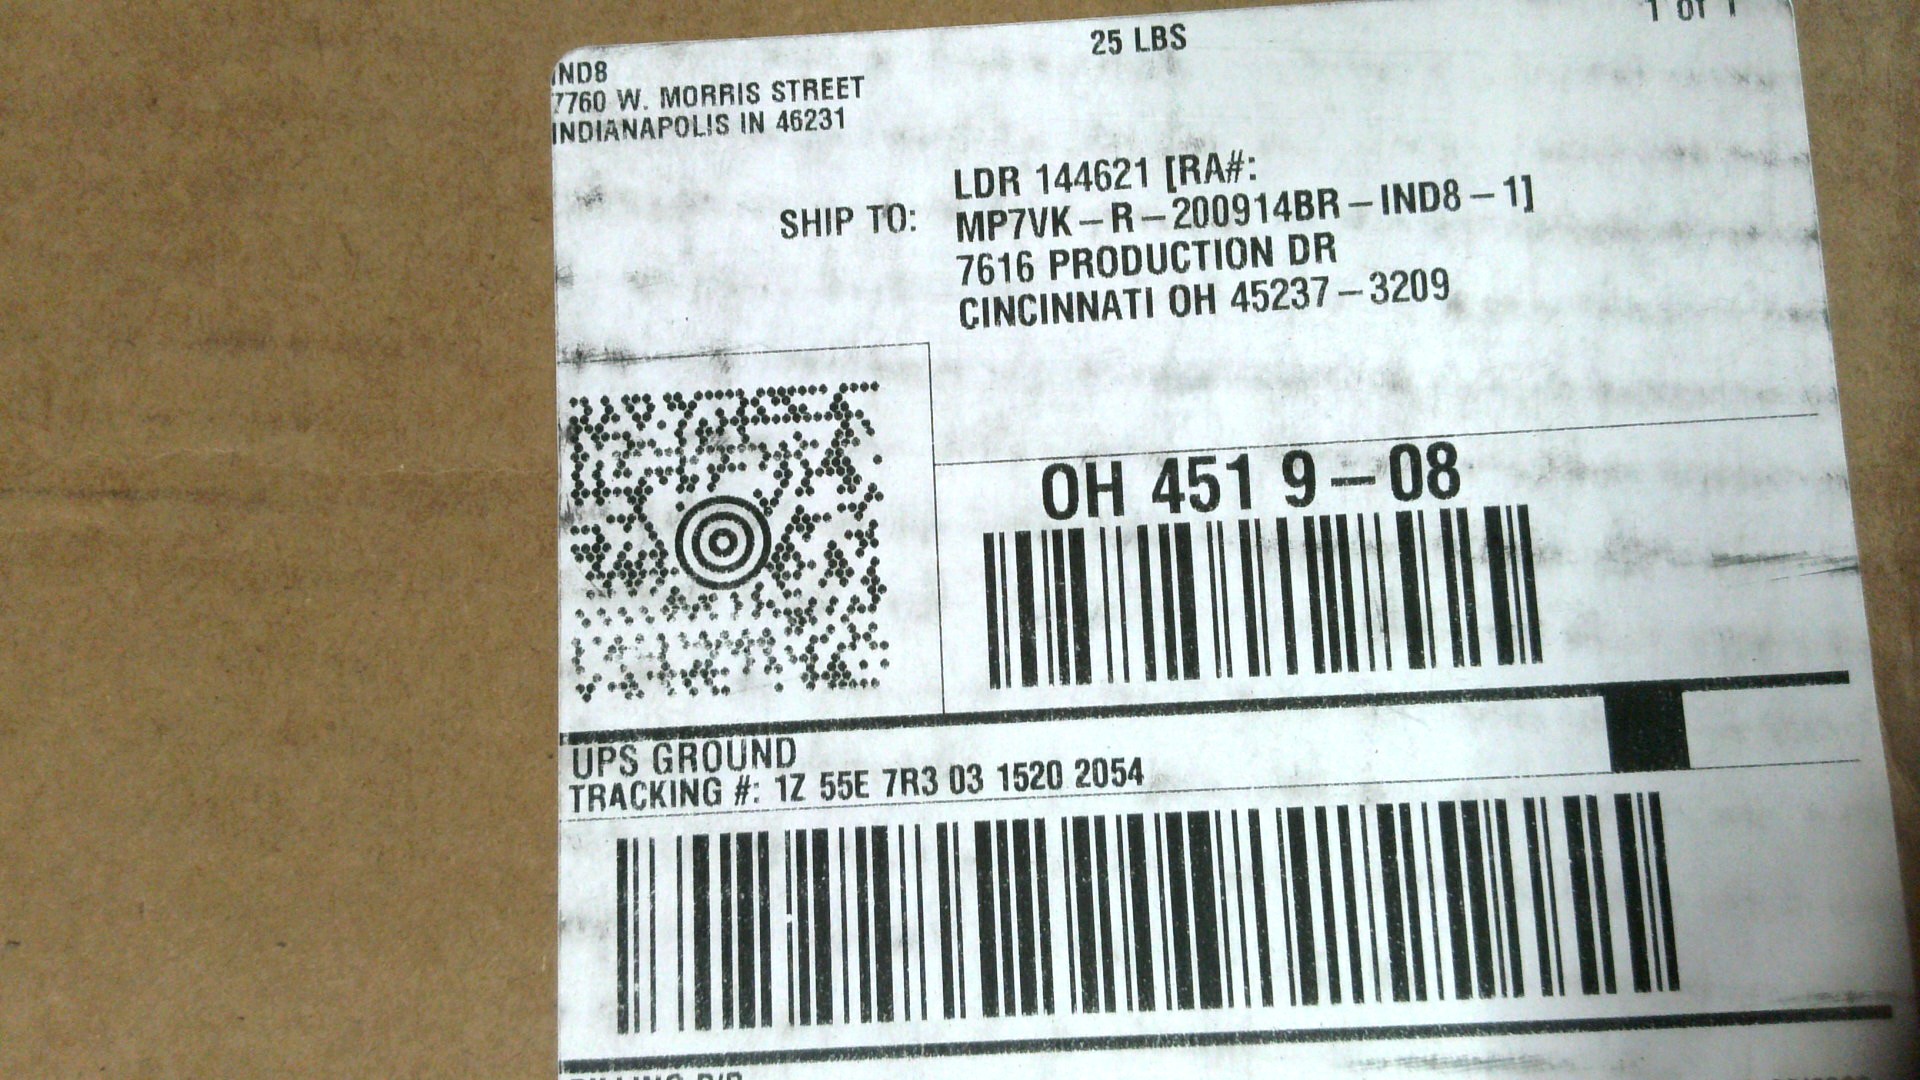 25 LBS
1 of 1
IND8
7760 W. MORRIS STREET
INDIANAPOLIS IN 46231
LDR 144621 [RA#:
SHIP TO: MP7VK-R-200914BR-IND8-1]
7616 PRODUCTION DR
CINCINNATI OH 45237-3209
OH 451 9-08
UPS GROUND
TRACKING #: 1Z 55E 7R3 03 1520 2054